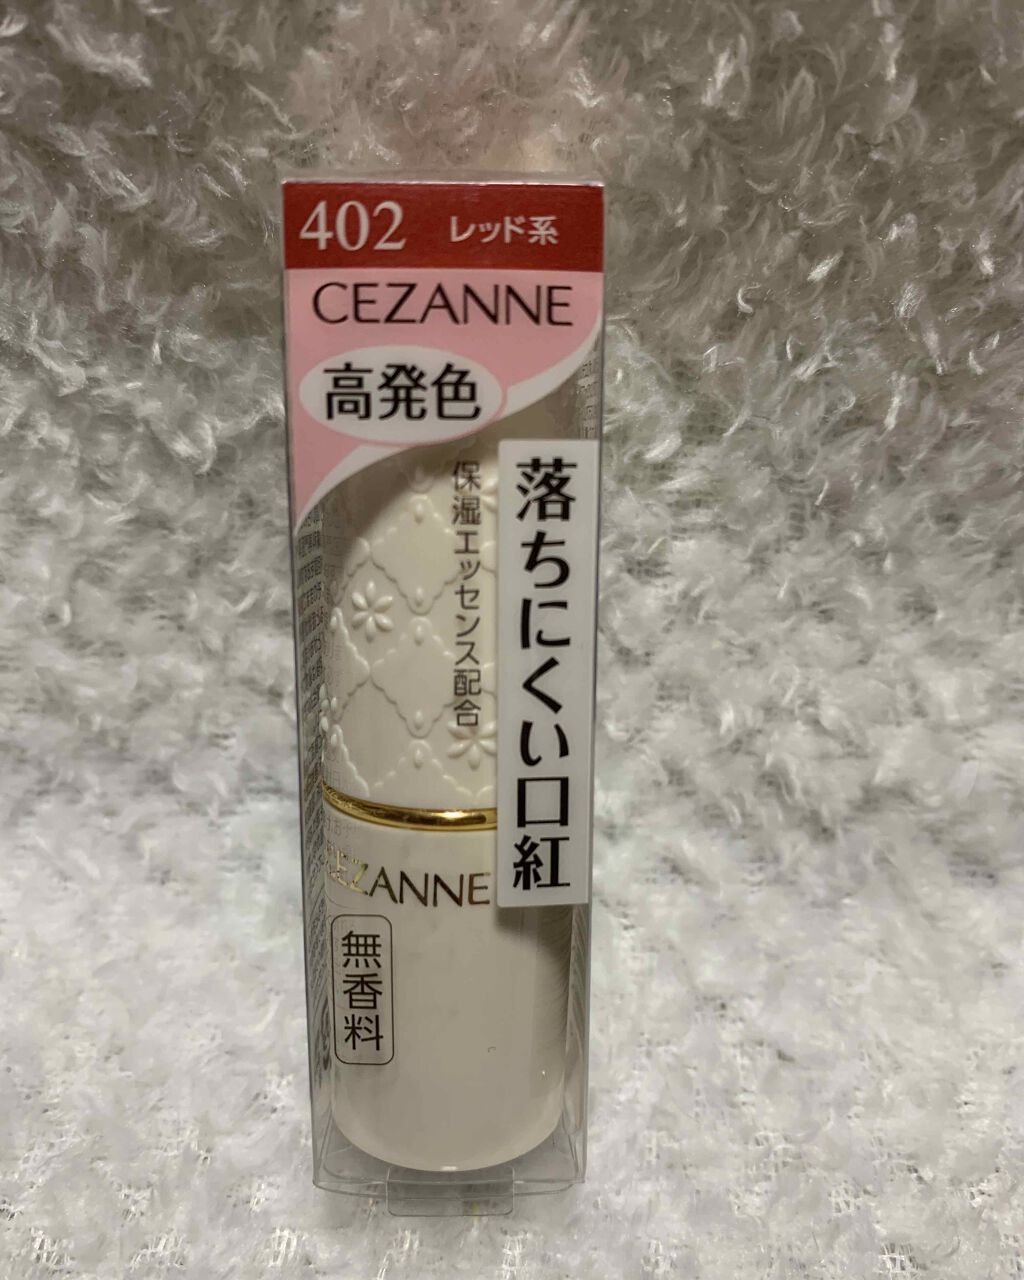 402 レッド系
CEZANNE
高発色
落ちにくい口紅
保湿エッセンス配合
CEZANNE
無香料